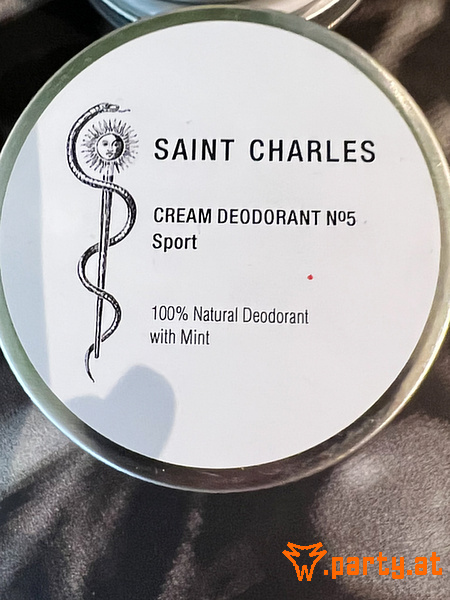 SAINT CHARLES
CREAM DEODORANT Nº5
Sport
100% Natural Deodorant
with Mint
W.party.at